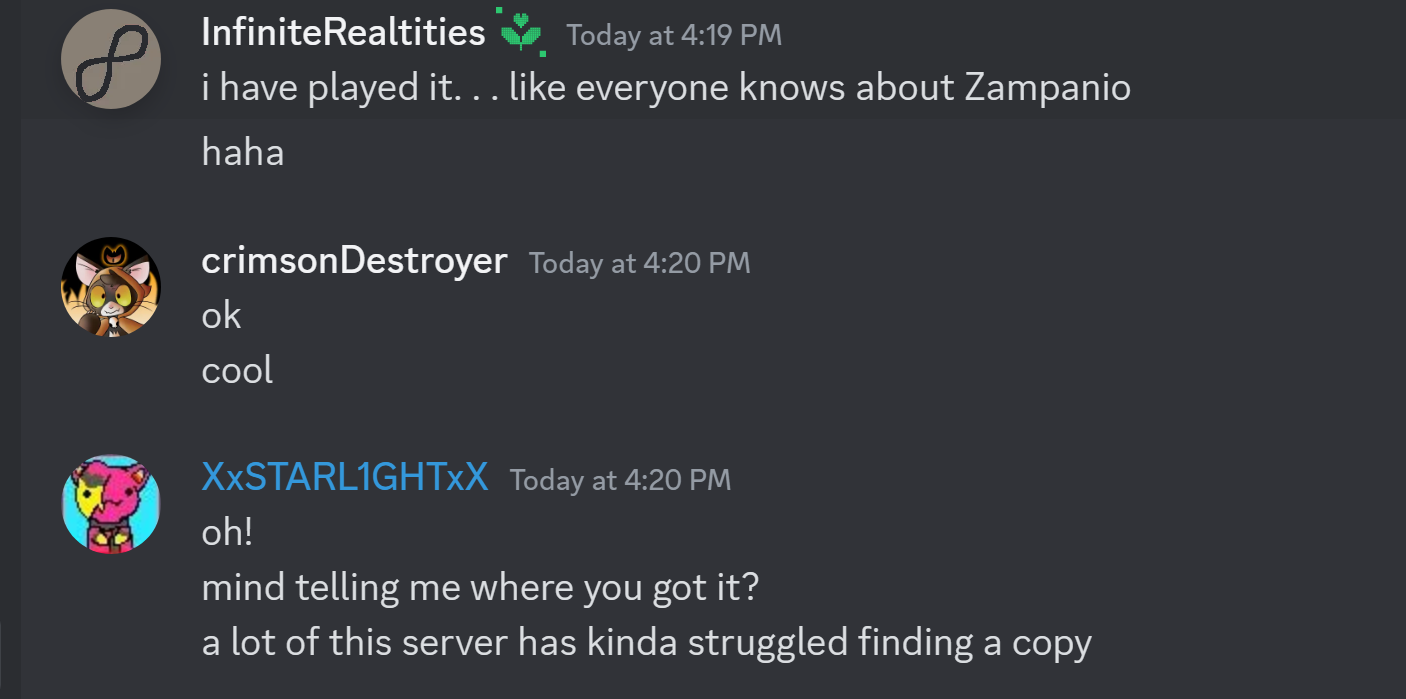 InfiniteRealtities Today at 4:19 PM
i have played it. . . like everyone knows about Zampanio
haha
crimsonDestroyer Today at 4:20 PM
ok
cool
XxSTARL1GHTxX Today at 4:20 PM
oh!
mind telling me where you got it?
a lot of this server has kinda struggled finding a copy